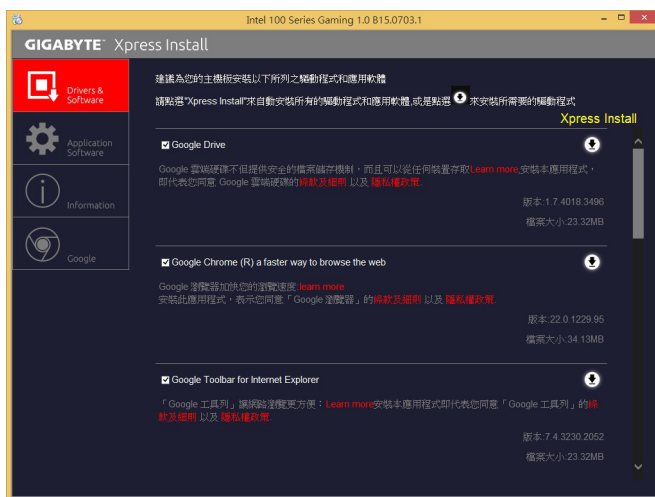 Intel 100 Series Gaming 1.0 B15.0703.1
GIGABYTE™ Xpress Install
Drivers &
Software
Application
Software
Information
Google
建議為您的主機板安裝以下所列之驅動程式和應用軟體
請點選"Xpress Install"來自動安裝所有的驅動程式和應用軟體,或是點選 來安裝所需要的驅動程式
Xpress Install
Google Drive
Google 雲端硬碟不但提供安全的檔案儲存機制，而且可以從任何裝置存取Learn more,安裝本應用程式，
即代表您同意 Google 雲端硬碟的條款及細則 以及 隱私權政策.
版本:1.7.4018.3496
檔案大小:23.32MB
Google Chrome (R) a faster way to browse the web
Google 瀏覽器加快您的瀏覽速度.learn more
安裝此應用程式，表示您同意「Google 瀏覽器」的條款及細則 以及 隱私權政策.
版本:22.0.1229.95
檔案大小:34.13MB
Google Toolbar for Internet Explorer
「Google 工具列」讓網路瀏覽更方便：Learn more安裝本應用程式即代表您同意「Google 工具列」的條
款及細則 以及 隱私權政策.
版本:7.4.3230.2052
檔案大小:23.32MB